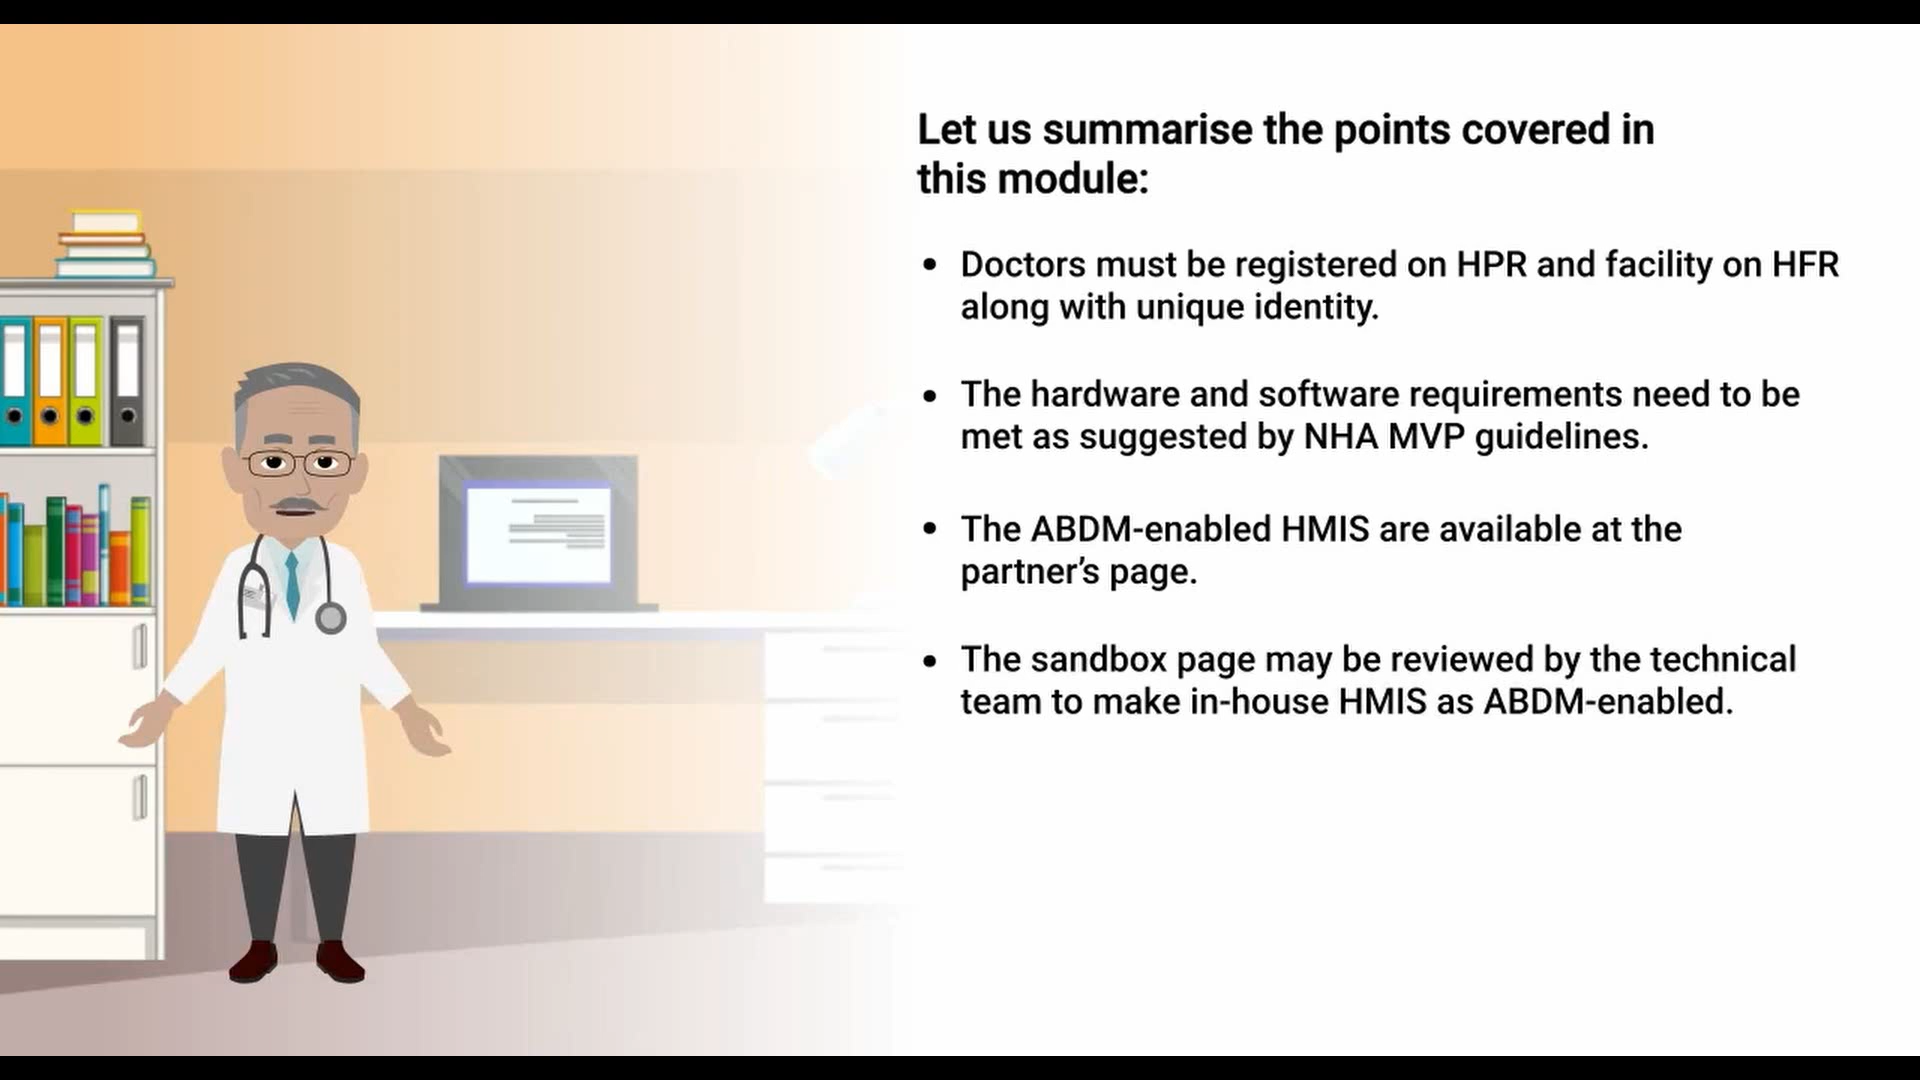 Let us summarise the points covered in
this module:
• Doctors must be registered on HPR and facility on HFR
along with unique identity.
• The hardware and software requirements need to be
met as suggested by NHA MVP guidelines.
• The ABDM-enabled HMIS are available at the
partner’s page.
• The sandbox page may be reviewed by the technical
team to make in-house HMIS as ABDM-enabled.